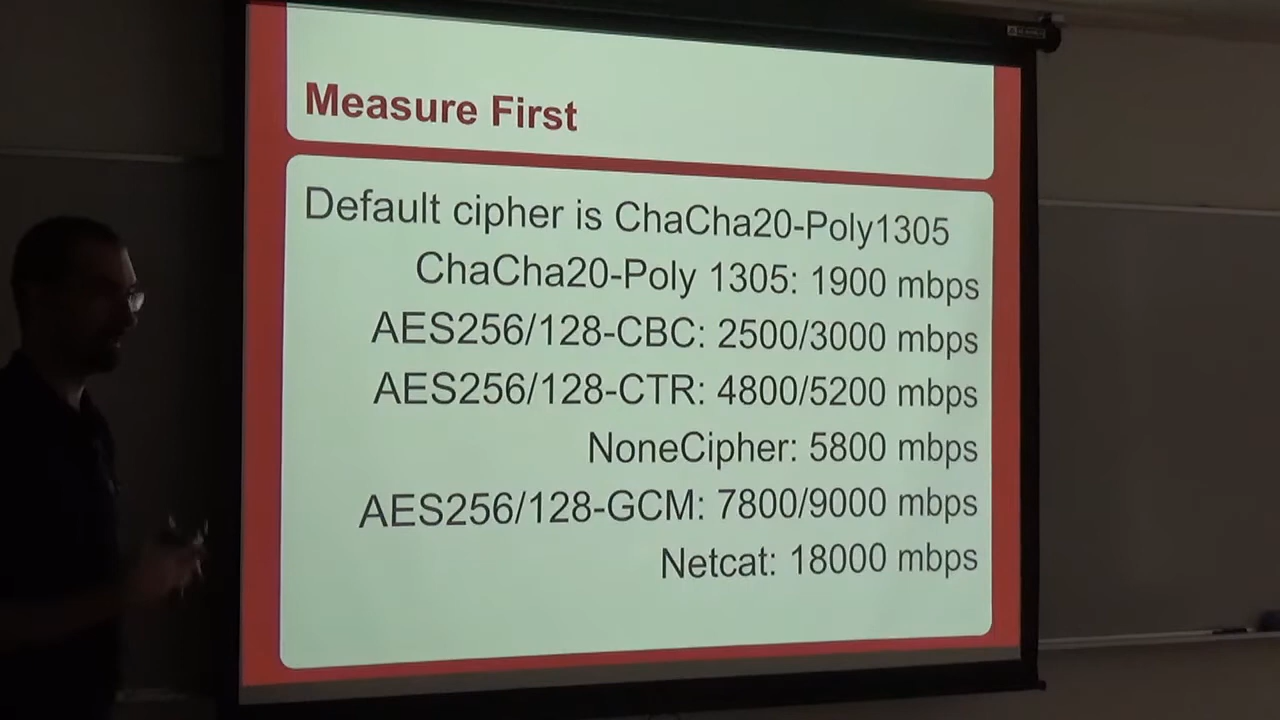 Measure First
Default cipher is ChaCha20-Poly1305
ChaCha20-Poly 1305: 1900 mbps
AES256/128-CBC: 2500/3000 mbps
AES256/128-CTR: 4800/5200 mbps
NoneCipher: 5800 mbps
AES256/128-GCM: 7800/9000 mbps
Netcat: 18000 mbps